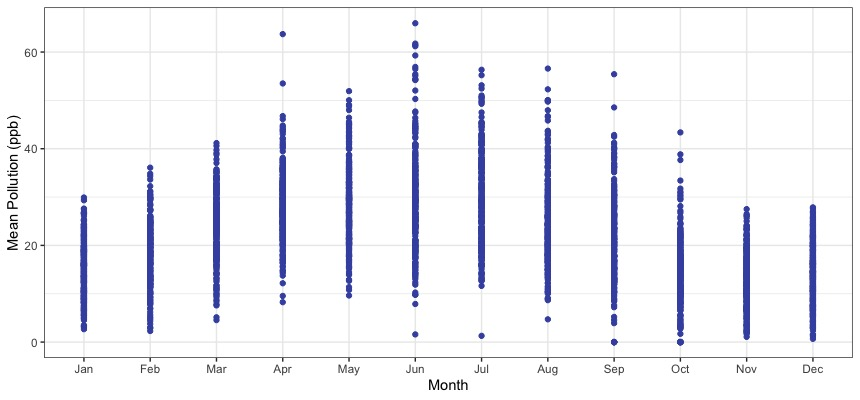 Mean Pollution (ppb)
60
40
20
0
Jan Feb Mar Apr May Jun Jul Aug Sep Oct Nov Dec
Month